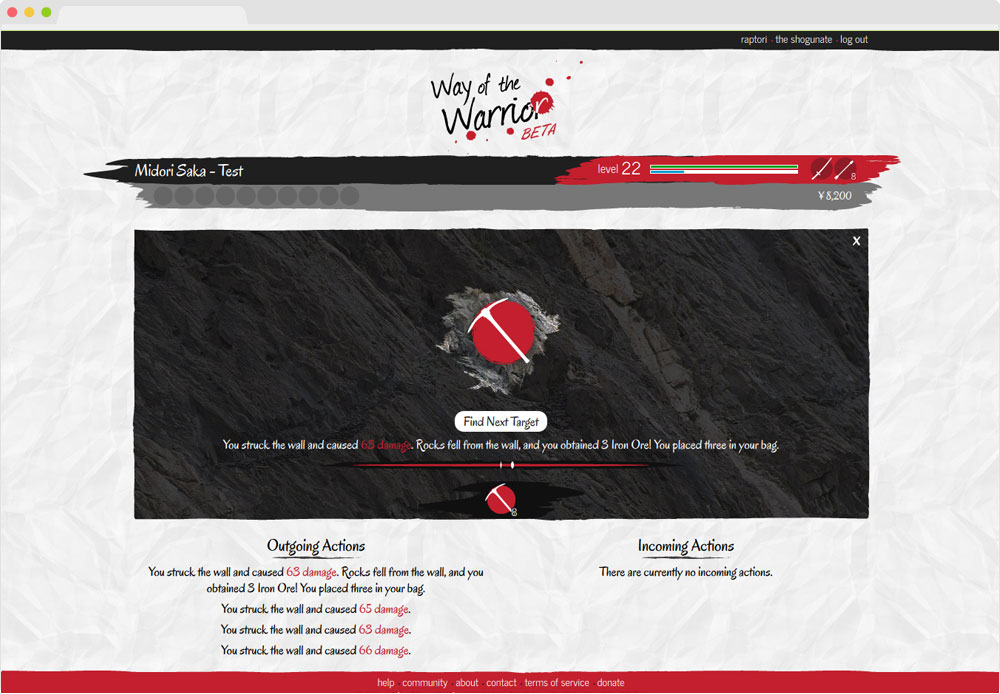 raptori · the shogunate · log out
Way of the
Warrior
BETA
Midori Saka - Test
level 22
8
¥8,200
X
Find Next Target
You struck the wall and caused 63 damage. Rocks fell from the wall, and you obtained 3 Iron Ore! You placed three in your bag.
8
Outgoing Actions
You struck the wall and caused 63 damage. Rocks fell from the wall, and you
obtained 3 Iron Ore! You placed three in your bag.
You struck the wall and caused 65 damage.
You struck the wall and caused 63 damage.
You struck the wall and caused 66 damage.
Incoming Actions
There are currently no incoming actions.
help · community · about · contact · terms of service · donate